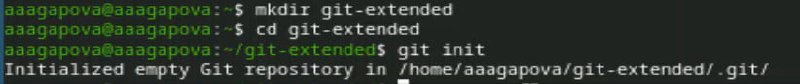 aaagapova@aaagapova:~$ mkdir git-extended
aaagapova@aaagapova:~$ cd git-extended
aaagapova@aaagapova:~/git-extended$ git init
Initialized empty Git repository in /home/aaagapova/git-extended/.git/